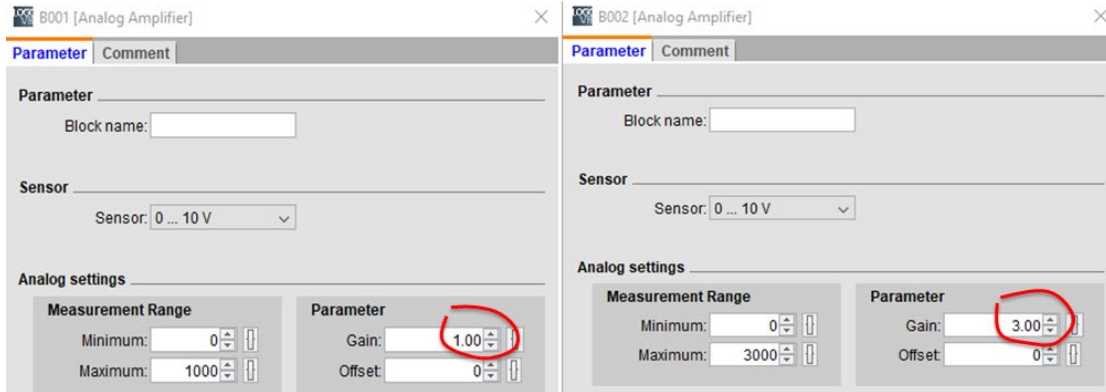 B001 [Analog Amplifier]
Parameter Comment
Parameter
Block name:
Sensor
Sensor: 0 ... 10 V
Analog settings
Measurement Range
Parameter
Minimum: 0
Gain: 1.00
Maximum: 1000
Offset: 0
B002 [Analog Amplifier]
Parameter Comment
Parameter
Block name:
Sensor
Sensor: 0 ... 10 V
Analog settings
Measurement Range
Parameter
Minimum: 0
Gain: 3.00
Maximum: 3000
Offset: 0